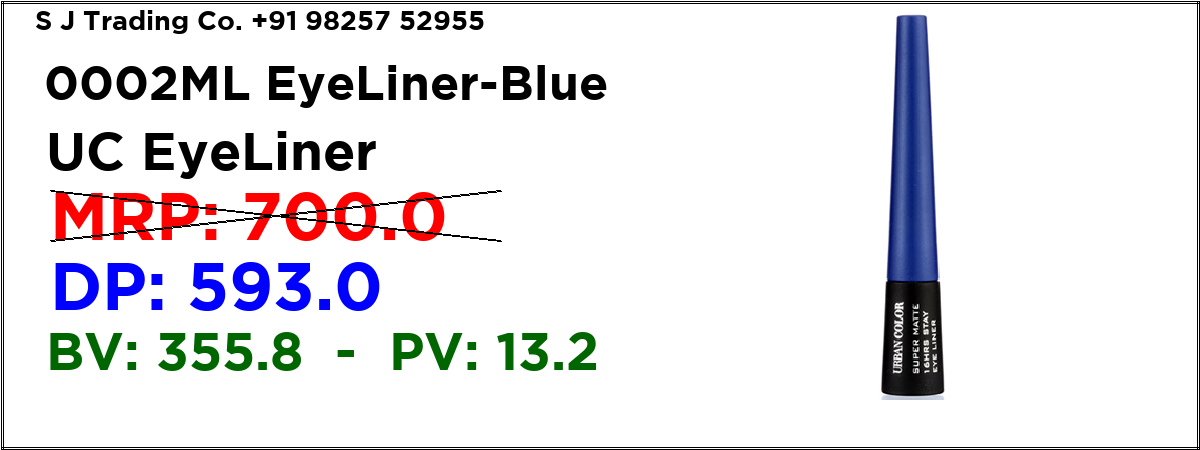 S J Trading Co. +91 98257 52955
0002ML EyeLiner-Blue
UC EyeLiner
MRP: 700.0
DP: 593.0
BV: 355.8 - PV: 13.2
URBAN COLOR
SUPER MATTE
16HRS STAY
EYE LINER